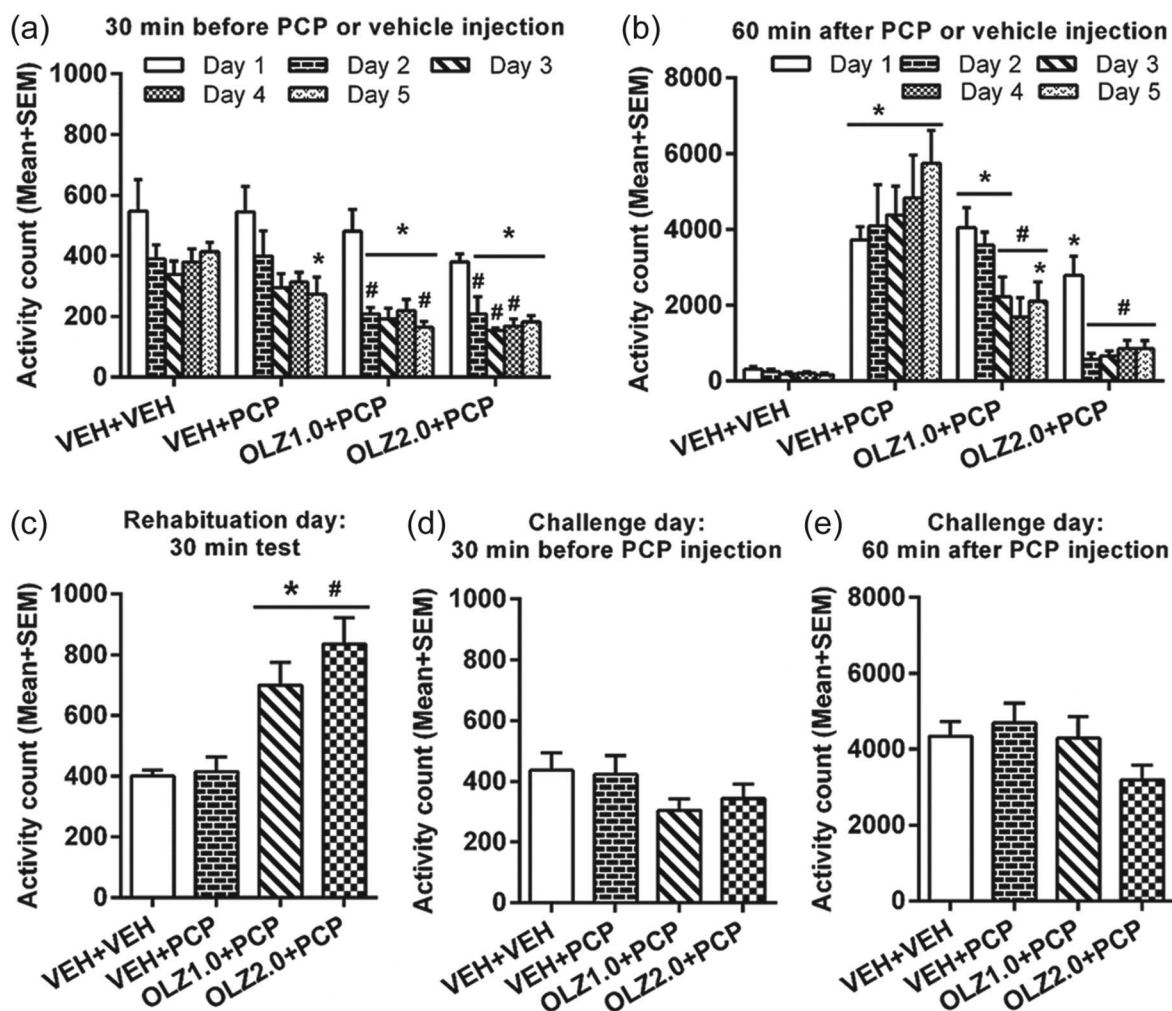 (a)
30 min before PCP or vehicle injection
Day 1 Day 2 Day 3
Day 4 Day 5
Activity count (Mean+SEM)
1000
800
600
400
200
0
*
*
*
# # # # #
VEH+VEH
VEH+PCP
OLZ1.0+PCP
OLZ2.0+PCP
(b)
60 min after PCP or vehicle injection
Day 1 Day 2 Day 3
Day 4 Day 5
Activity count (Mean+SEM)
8000
6000
4000
2000
0
*
*
#
*
*
#
VEH+VEH
VEH+PCP
OLZ1.0+PCP
OLZ2.0+PCP
(c)
Rehabituation day:
30 min test
Activity count (Mean+SEM)
1000
800
600
400
200
0
* #
VEH+VEH
VEH+PCP
OLZ1.0+PCP
OLZ2.0+PCP
(d)
Challenge day:
30 min before PCP injection
Activity count (Mean+SEM)
1000
800
600
400
200
0
VEH+VEH
VEH+PCP
OLZ1.0+PCP
OLZ2.0+PCP
(e)
Challenge day:
60 min after PCP injection
Activity count (Mean+SEM)
8000
6000
4000
2000
0
VEH+VEH
VEH+PCP
OLZ1.0+PCP
OLZ2.0+PCP